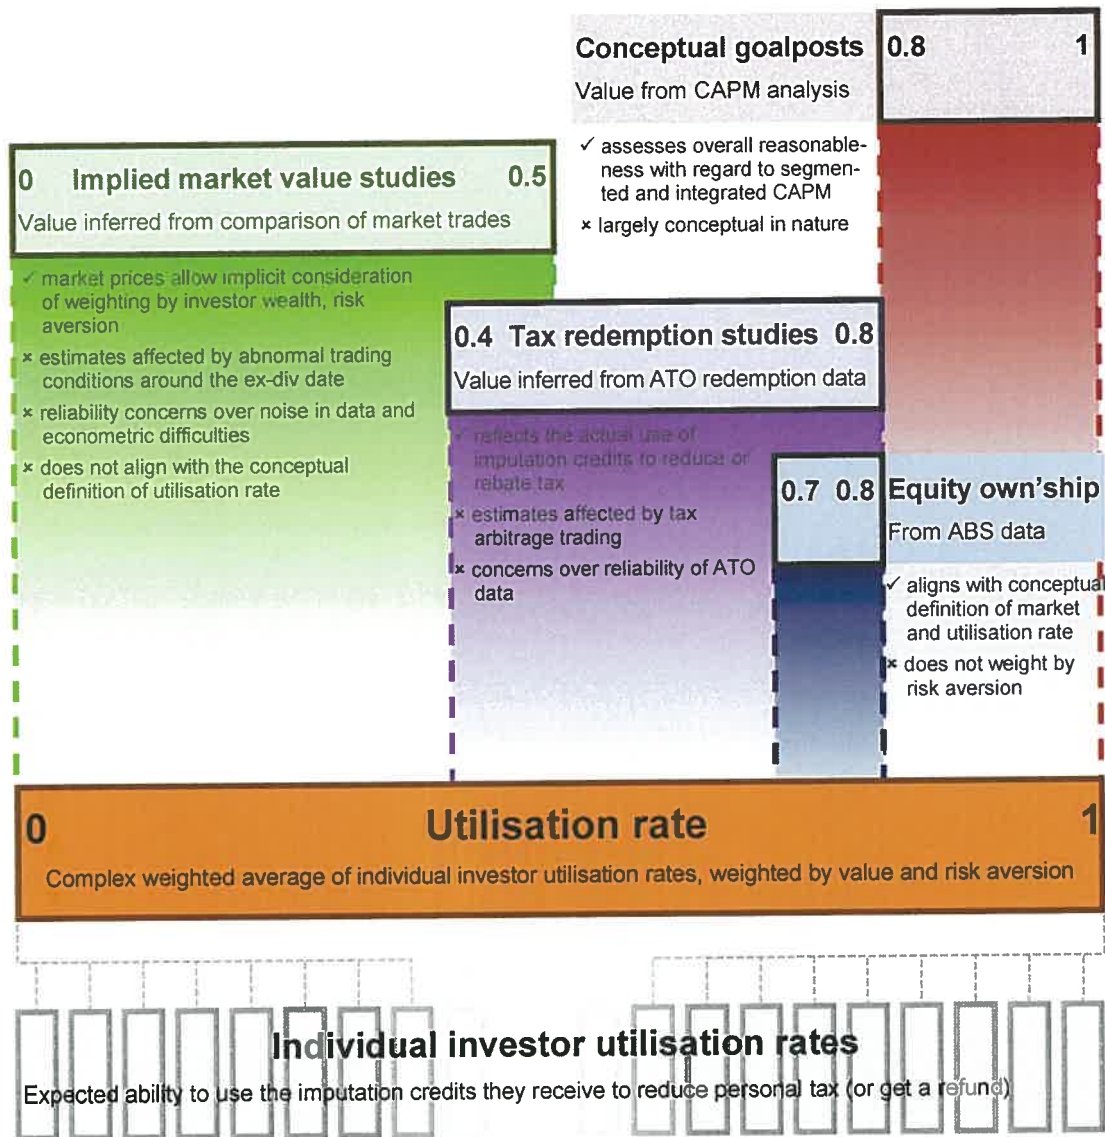 Conceptual goalposts 0.8 1
Value from CAPM analysis
✓ assesses overall reasonable-
ness with regard to segmen-
ted and integrated CAPM
× largely conceptual in nature
0 Implied market value studies 0.5
Value inferred from comparison of market trades
✓ market prices allow implicit consideration
of weighting by investor wealth, risk
aversion
× estimates affected by abnormal trading
conditions around the ex-div date
× reliability concerns over noise in data and
econometric difficulties
× does not align with the conceptual
definition of utilisation rate
0.4 Tax redemption studies 0.8
Value inferred from ATO redemption data
✓ reflects the actual use of
imputation credits to reduce or
rebate tax
× estimates affected by tax
arbitrage trading
× concerns over reliability of ATO
data
0.7 0.8 Equity own'ship
From ABS data
✓ aligns with conceptual
definition of market
and utilisation rate
× does not weight by
risk aversion
0 Utilisation rate 1
Complex weighted average of individual investor utilisation rates, weighted by value and risk aversion
Individual investor utilisation rates
Expected ability to use the imputation credits they receive to reduce personal tax (or get a refund)